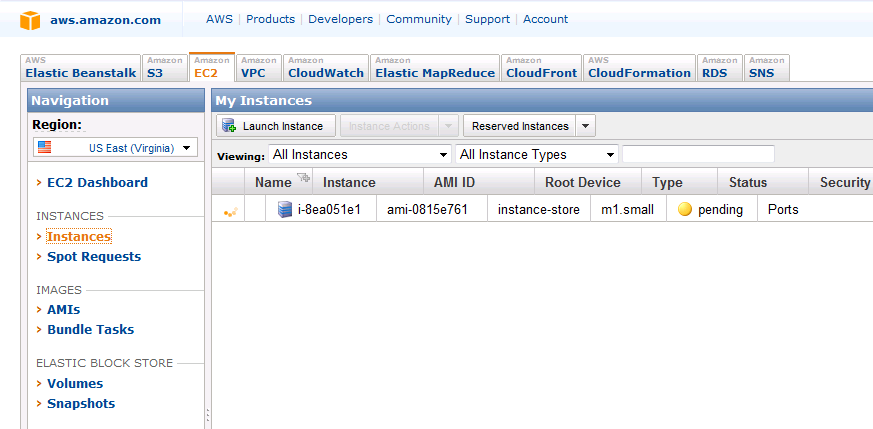 aws.amazon.com AWS | Products | Developers | Community | Support | Account
AWS Amazon Amazon Amazon Amazon Amazon Amazon AWS Amazon Amazon
Elastic Beanstalk S3 EC2 VPC CloudWatch Elastic MapReduce CloudFront CloudFormation RDS SNS
Navigation
Region:
US East (Virginia)
› EC2 Dashboard
INSTANCES
› Instances
› Spot Requests
IMAGES
› AMIs
› Bundle Tasks
ELASTIC BLOCK STORE
› Volumes
› Snapshots
My Instances
Launch Instance Instance Actions Reserved Instances
Viewing: All Instances All Instance Types
Name Instance AMI ID Root Device Type Status Security
i-8ea051e1 ami-0815e761 instance-store m1.small pending Ports